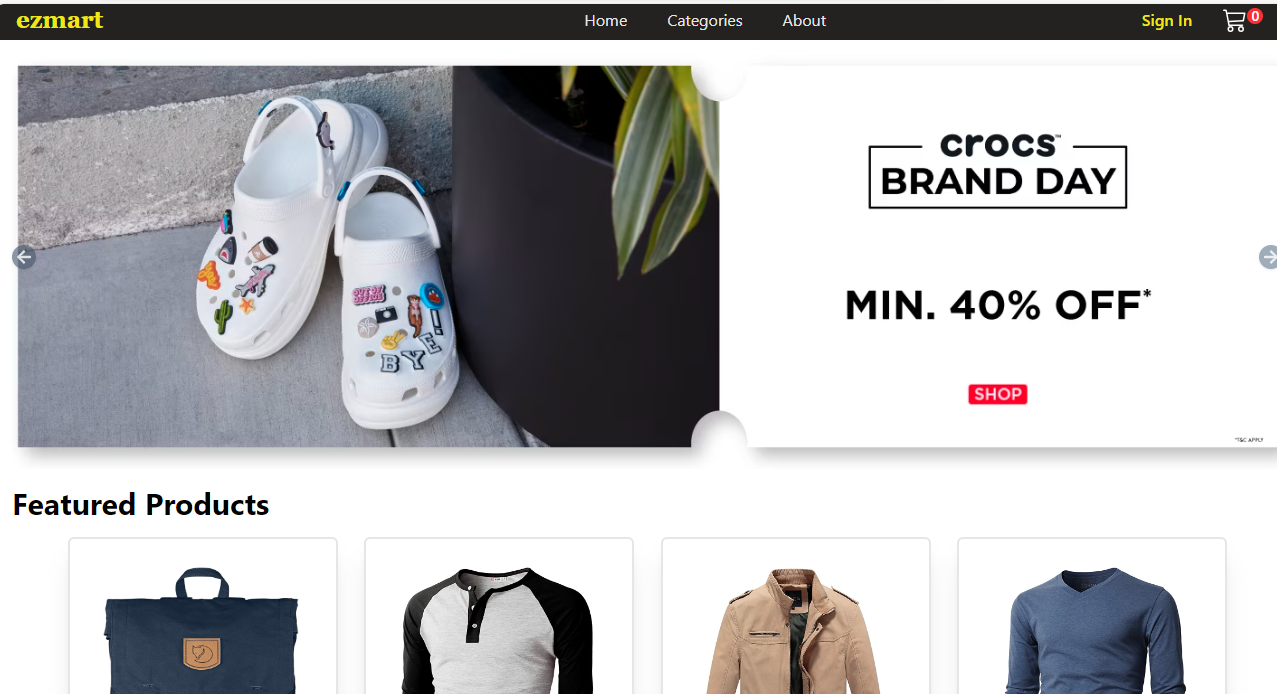 ezmart
Home
Categories
About
Sign In
0
crocs™
BRAND DAY
MIN. 40% OFF*
SHOP
*T&C APPLY
BYE
Featured Products